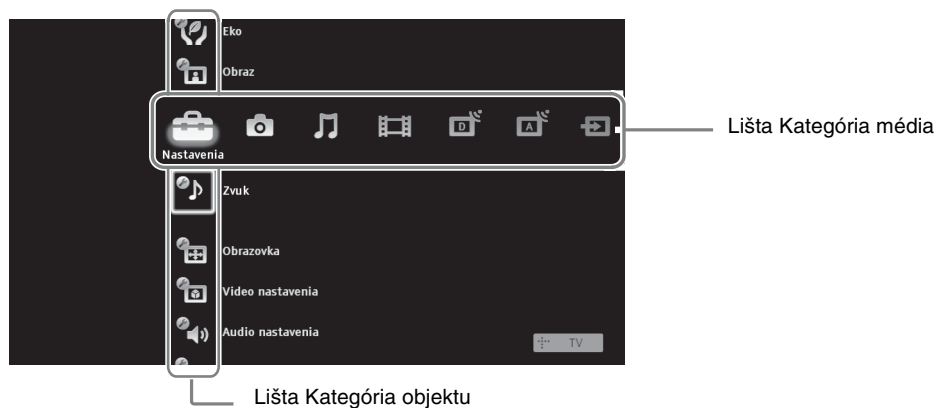 Eko
Obraz
Lišta Kategória média
D
A
Nastavenia
Zvuk
Obrazovka
Video nastavenia
Audio nastavenia
TV
Lišta Kategória objektu